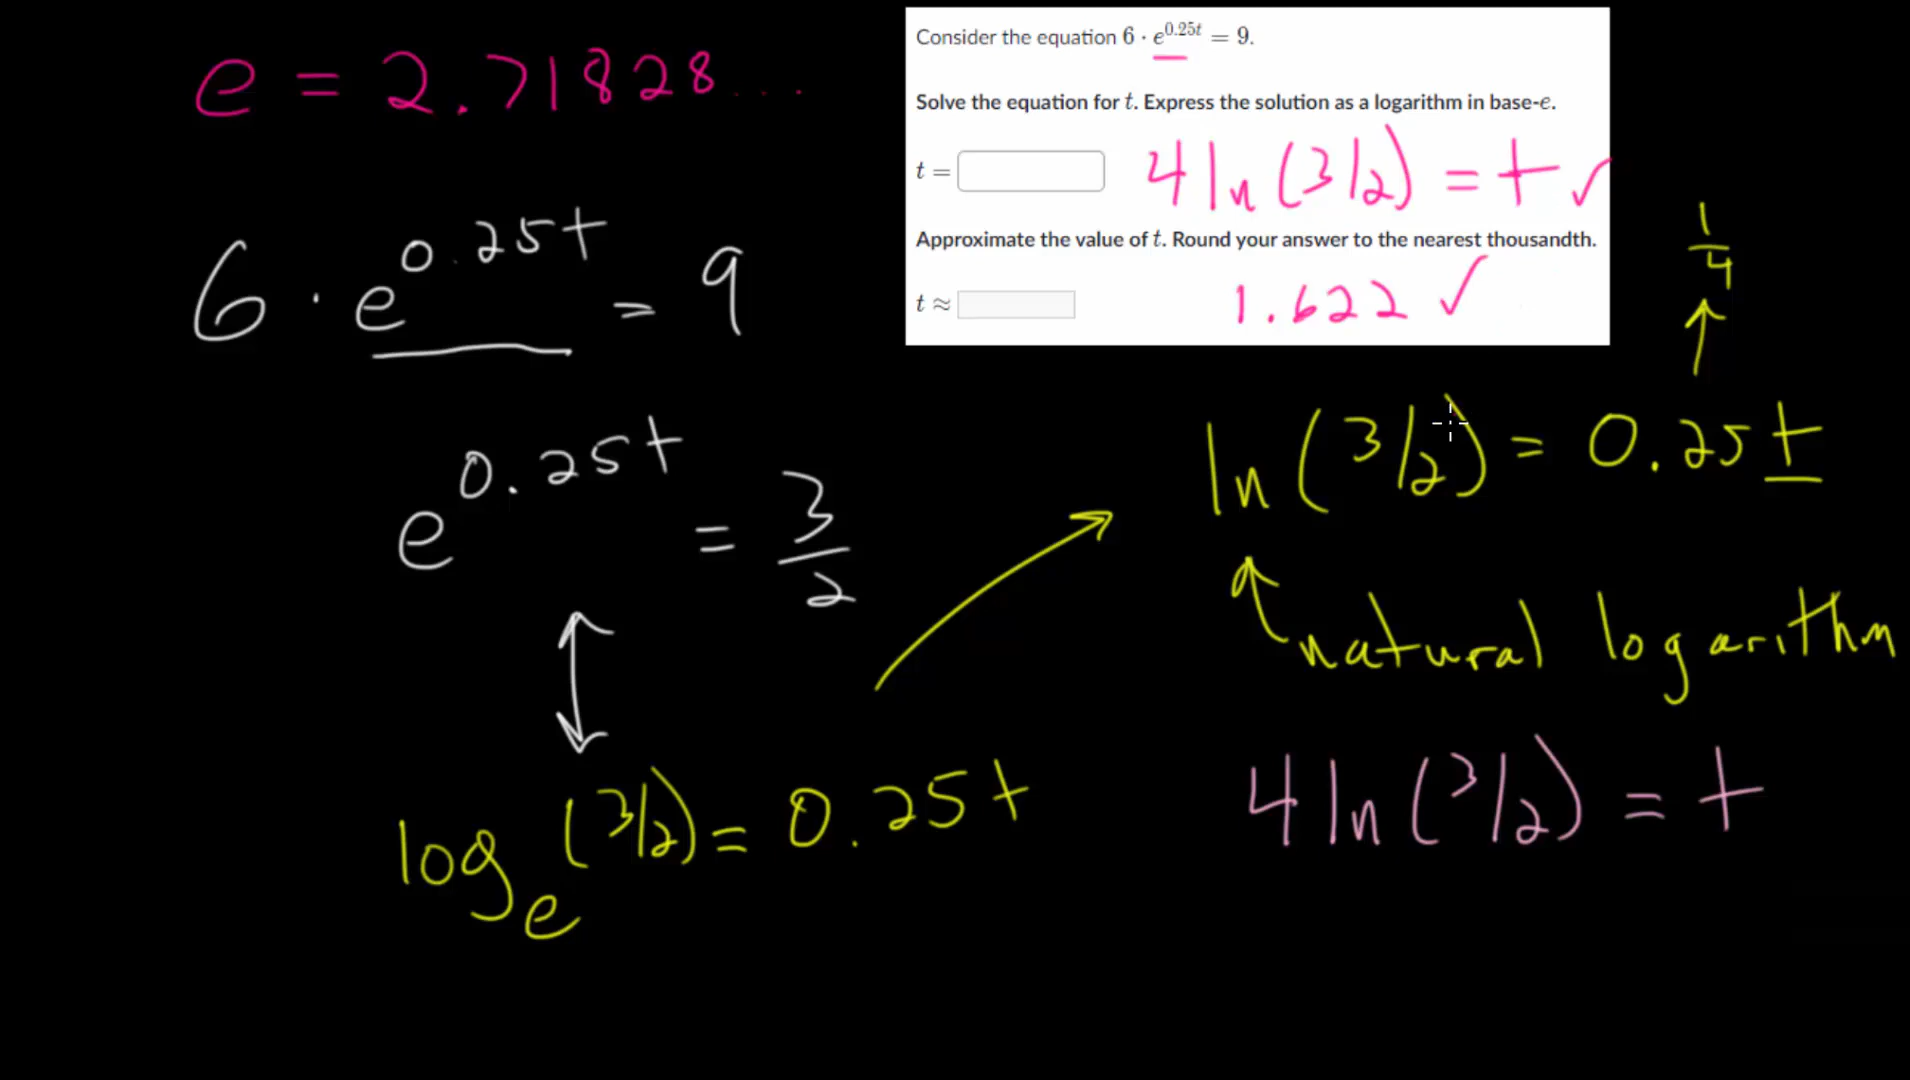 e = 2.71828...
Consider the equation 6 · e^0.25t = 9.
Solve the equation for t. Express the solution as a logarithm in base-e.
t =
4 ln (3/2) = t ✓
Approximate the value of t. Round your answer to the nearest thousandth.
t ≈
1.622 ✓
6 · e^0.25t = 9
e^0.25t = 3/2
log_e (3/2) = 0.25t
1/4
ln (3/2) = 0.25t
natural logarithm
4 ln (3/2) = t